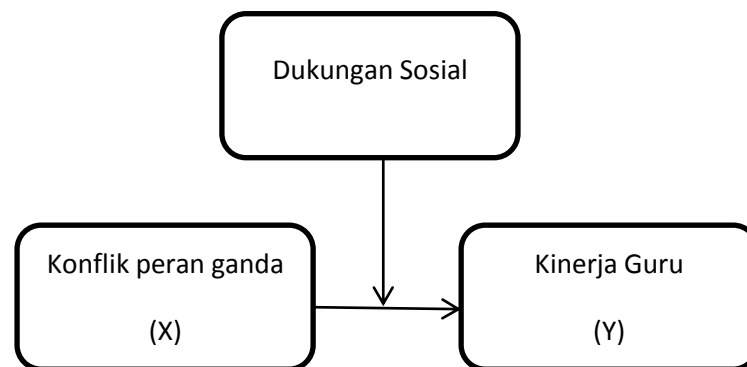 Dukungan Sosial
Konflik peran ganda
(X)
Kinerja Guru
(Y)